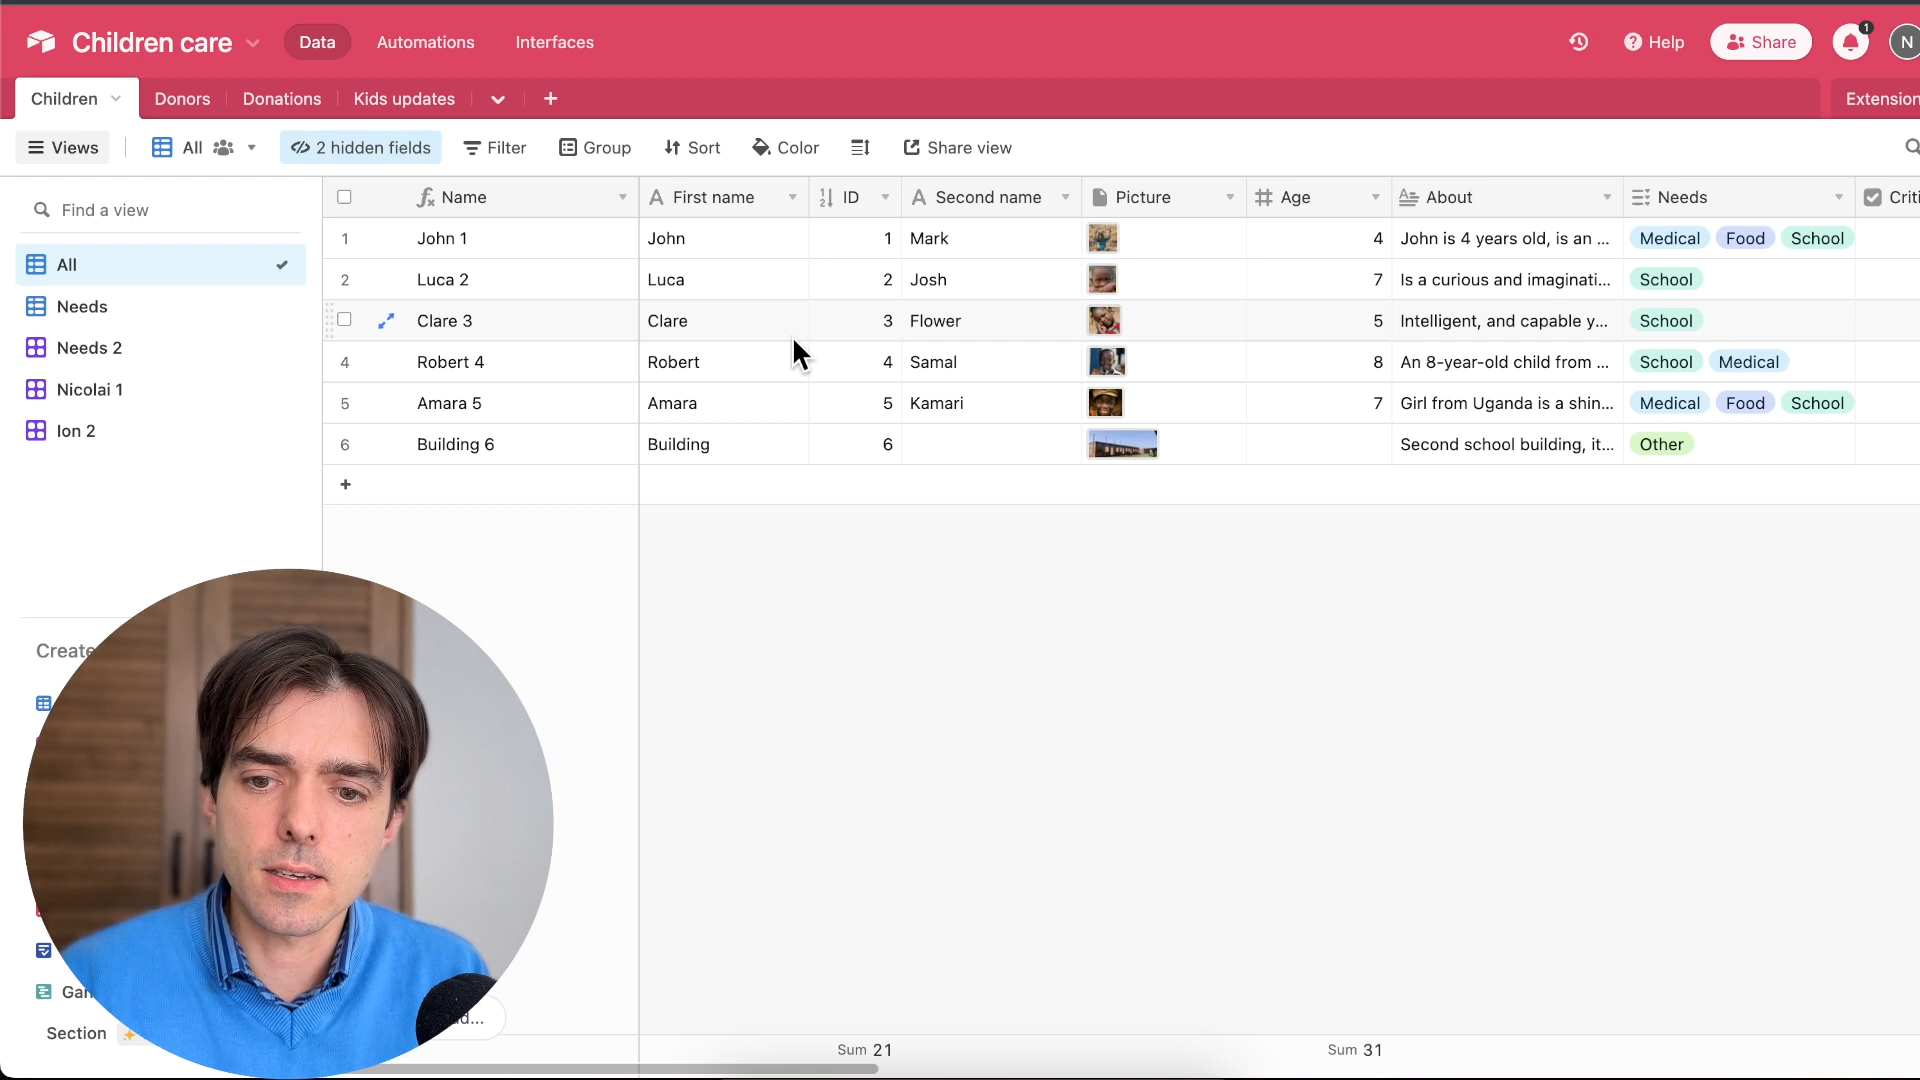 Children care
Data
Automations
Interfaces
Help
Share
1
N
Children
Donors
Donations
Kids updates
+
Extension
Views
All
2 hidden fields
Filter
Group
Sort
Color
Share view
Find a view
All
Needs
Needs 2
Nicolai 1
Ion 2
Name
First name
ID
Second name
Picture
Age
About
Needs
Criti
1 John 1 John 1 Mark 4 John is 4 years old, is an ... Medical Food School
2 Luca 2 Luca 2 Josh 7 Is a curious and imaginati... School
Clare 3 Clare 3 Flower 5 Intelligent, and capable y... School
4 Robert 4 Robert 4 Samal 8 An 8-year-old child from ... School Medical
5 Amara 5 Amara 5 Kamari 7 Girl from Uganda is a shin... Medical Food School
6 Building 6 Building 6 Second school building, it... Other
+
Create
Gan
Section
d...
Sum 21
Sum 31